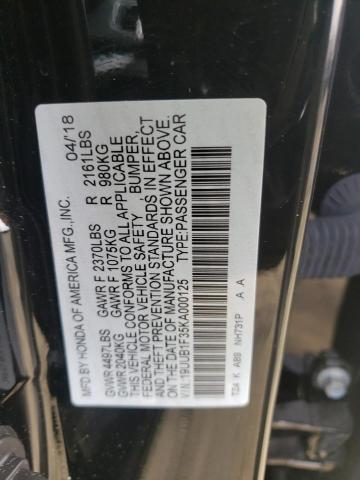 MFD. BY HONDA OF AMERICA MFG.,INC. 04/18
GVWR 4497LBS GAWR F 2370LBS R 2161LBS
GVWR 2040KG GAWR F 1075KG R 980KG
THIS VEHICLE CONFORMS TO ALL APPLICABLE
FEDERAL MOTOR VEHICLE SAFETY, BUMPER,
AND THEFT PREVENTION STANDARDS IN EFFECT
ON THE DATE OF MANUFACTURE SHOWN ABOVE.
V.I.N.:19UUB1F35KA000125 TYPE:PASSENGER CAR
K AB9 NH731P A A